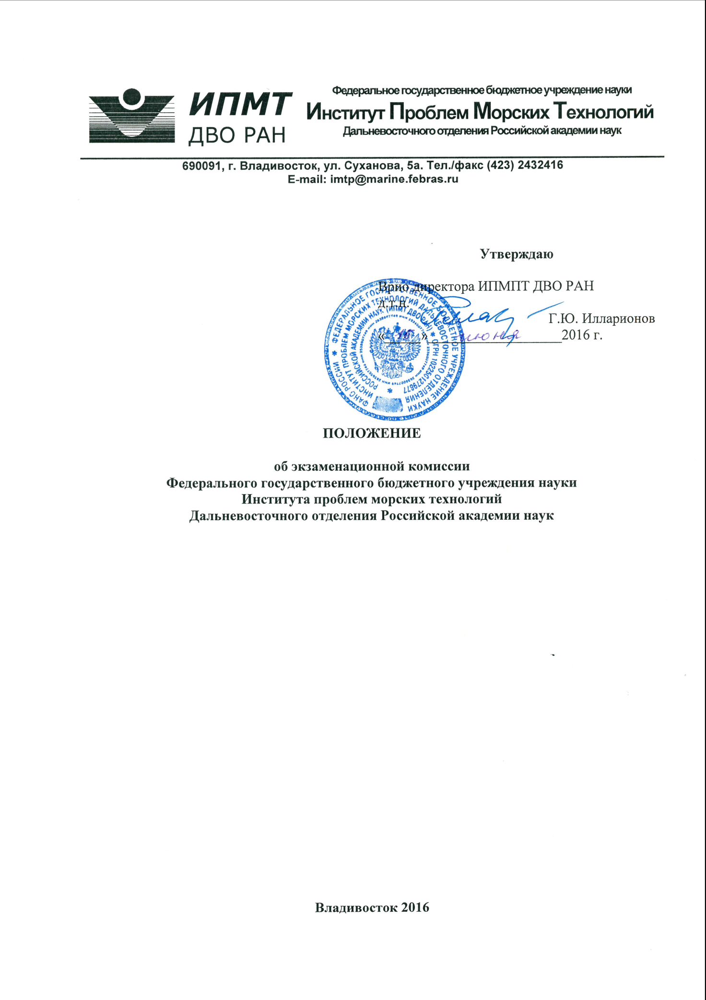 ИПМТ
ДВО РАН
Федеральное государственное бюджетное учреждение науки
Институт Проблем Морских Технологий
Дальневосточного отделения Российской академии наук
690091, г. Владивосток, ул. Суханова, 5а. Тел./факс (423) 2432416
E-mail: imtp@marine.febras.ru
Утверждаю
Врио директора ИПМПТ ДВО РАН
д.т.н.
Г.Ю. Илларионов
« » 2016 г.
ФАНО РОССИИ * ФЕДЕРАЛЬНОЕ ГОСУДАРСТВЕННОЕ БЮДЖЕТНОЕ УЧРЕЖДЕНИЕ НАУКИ
ИНСТИТУТ ПРОБЛЕМ МОРСКИХ ТЕХНОЛОГИЙ ДАЛЬНЕВОСТОЧНОГО ОТДЕЛЕНИЯ
РОССИЙСКОЙ АКАДЕМИИ НАУК (ИПМТ ДВО РАН) * ОГРН 1022501279877 *
ПОЛОЖЕНИЕ
об экзаменационной комиссии
Федерального государственного бюджетного учреждения науки
Института проблем морских технологий
Дальневосточного отделения Российской академии наук
Владивосток 2016